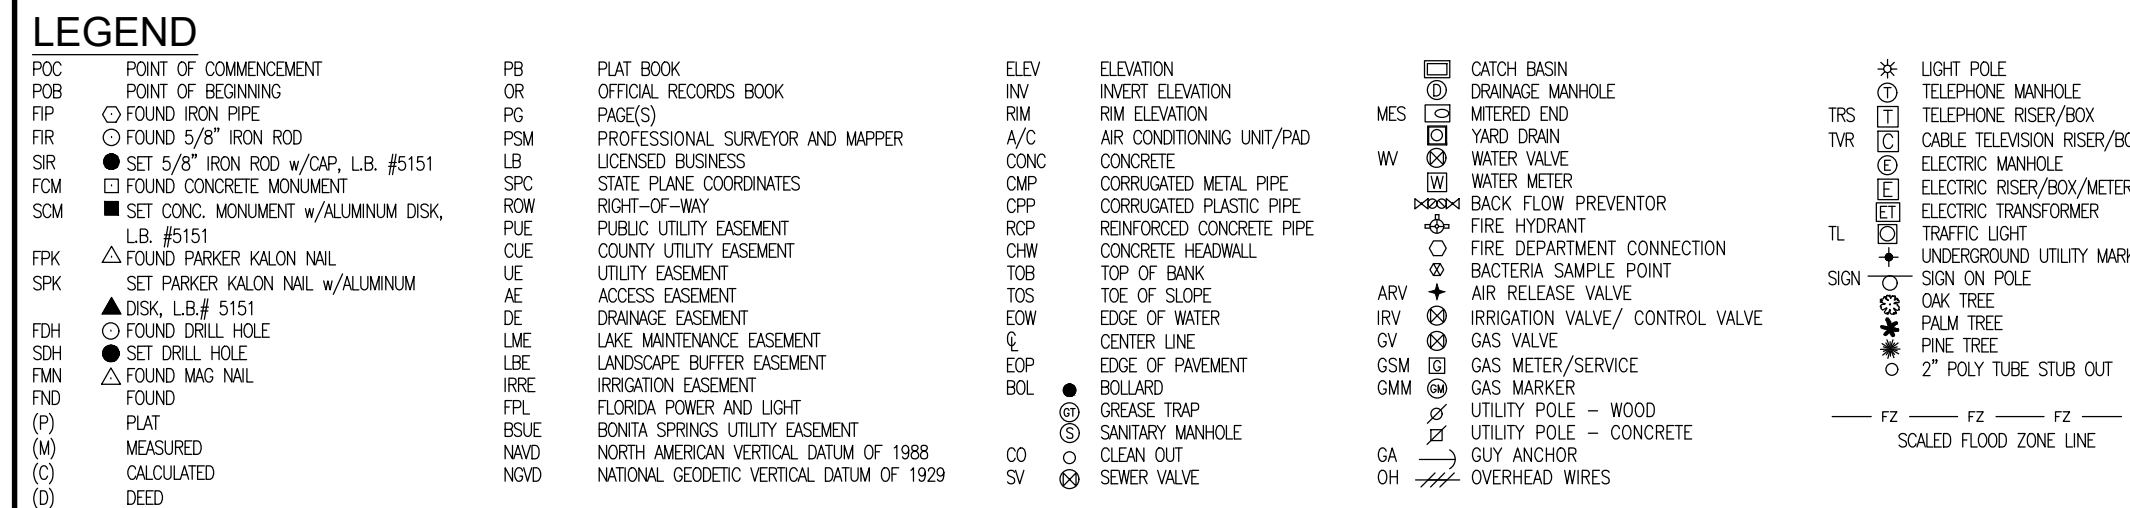 LEGEND
POC POINT OF COMMENCEMENT
POB POINT OF BEGINNING
FIP FOUND IRON PIPE
FIR FOUND 5/8" IRON ROD
SIR SET 5/8" IRON ROD w/CAP, L.B. #5151
FCM FOUND CONCRETE MONUMENT
SCM SET CONC. MONUMENT w/ALUMINUM DISK,
L.B. #5151
FPK FOUND PARKER KALON NAIL
SPK SET PARKER KALON NAIL w/ALUMINUM
DISK, L.B.# 5151
FDH FOUND DRILL HOLE
SDH SET DRILL HOLE
FMN FOUND MAG NAIL
FND FOUND
(P) PLAT
(M) MEASURED
(C) CALCULATED
(D) DEED
PB PLAT BOOK
OR OFFICIAL RECORDS BOOK
PG PAGE(S)
PSM PROFESSIONAL SURVEYOR AND MAPPER
LB LICENSED BUSINESS
SPC STATE PLANE COORDINATES
ROW RIGHT-OF-WAY
PUE PUBLIC UTILITY EASEMENT
CUE COUNTY UTILITY EASEMENT
UE UTILITY EASEMENT
AE ACCESS EASEMENT
DE DRAINAGE EASEMENT
LME LAKE MAINTENANCE EASEMENT
LBE LANDSCAPE BUFFER EASEMENT
IRRE IRRIGATION EASEMENT
FPL FLORIDA POWER AND LIGHT
BSUE BONITA SPRINGS UTILITY EASEMENT
NAVD NORTH AMERICAN VERTICAL DATUM OF 1988
NGVD NATIONAL GEODETIC VERTICAL DATUM OF 1929
ELEV ELEVATION
INV INVERT ELEVATION
RIM RIM ELEVATION
A/C AIR CONDITIONING UNIT/PAD
CONC CONCRETE
CMP CORRUGATED METAL PIPE
CPP CORRUGATED PLASTIC PIPE
RCP REINFORCED CONCRETE PIPE
CHW CONCRETE HEADWALL
TOB TOP OF BANK
TOS TOE OF SLOPE
EOW EDGE OF WATER
℄ CENTER LINE
EOP EDGE OF PAVEMENT
BOL BOLLARD
GT GREASE TRAP
S SANITARY MANHOLE
CO CLEAN OUT
SV SEWER VALVE
CATCH BASIN
D DRAINAGE MANHOLE
MES MITERED END
YARD DRAIN
WV WATER VALVE
W WATER METER
BACK FLOW PREVENTOR
FIRE HYDRANT
FIRE DEPARTMENT CONNECTION
BACTERIA SAMPLE POINT
ARV AIR RELEASE VALVE
IRV IRRIGATION VALVE/ CONTROL VALVE
GV GAS VALVE
GSM G GAS METER/SERVICE
GMM GM GAS MARKER
UTILITY POLE - WOOD
UTILITY POLE - CONCRETE
GA GUY ANCHOR
OH OVERHEAD WIRES
LIGHT POLE
T TELEPHONE MANHOLE
TRS T TELEPHONE RISER/BOX
TVR C CABLE TELEVISION RISER/BO
E ELECTRIC MANHOLE
E ELECTRIC RISER/BOX/METER
ET ELECTRIC TRANSFORMER
TL TRAFFIC LIGHT
UNDERGROUND UTILITY MARK
SIGN SIGN ON POLE
OAK TREE
PALM TREE
PINE TREE
2" POLY TUBE STUB OUT
FZ FZ FZ
SCALED FLOOD ZONE LINE